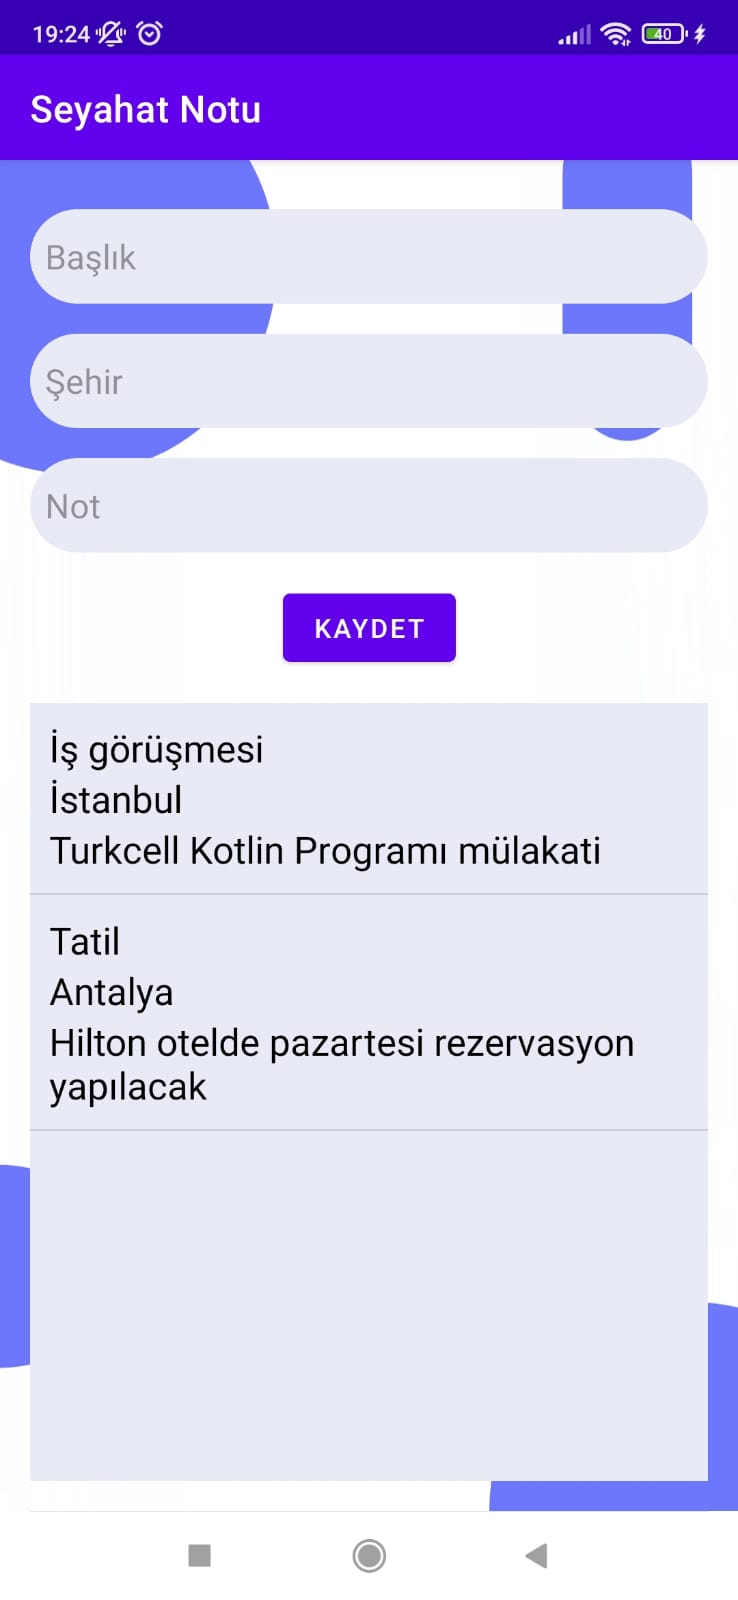 19:24
40
Seyahat Notu
Başlık
Şehir
Not
KAYDET
İş görüşmesi
İstanbul
Turkcell Kotlin Programı mülakati
Tatil
Antalya
Hilton otelde pazartesi rezervasyon
yapılacak